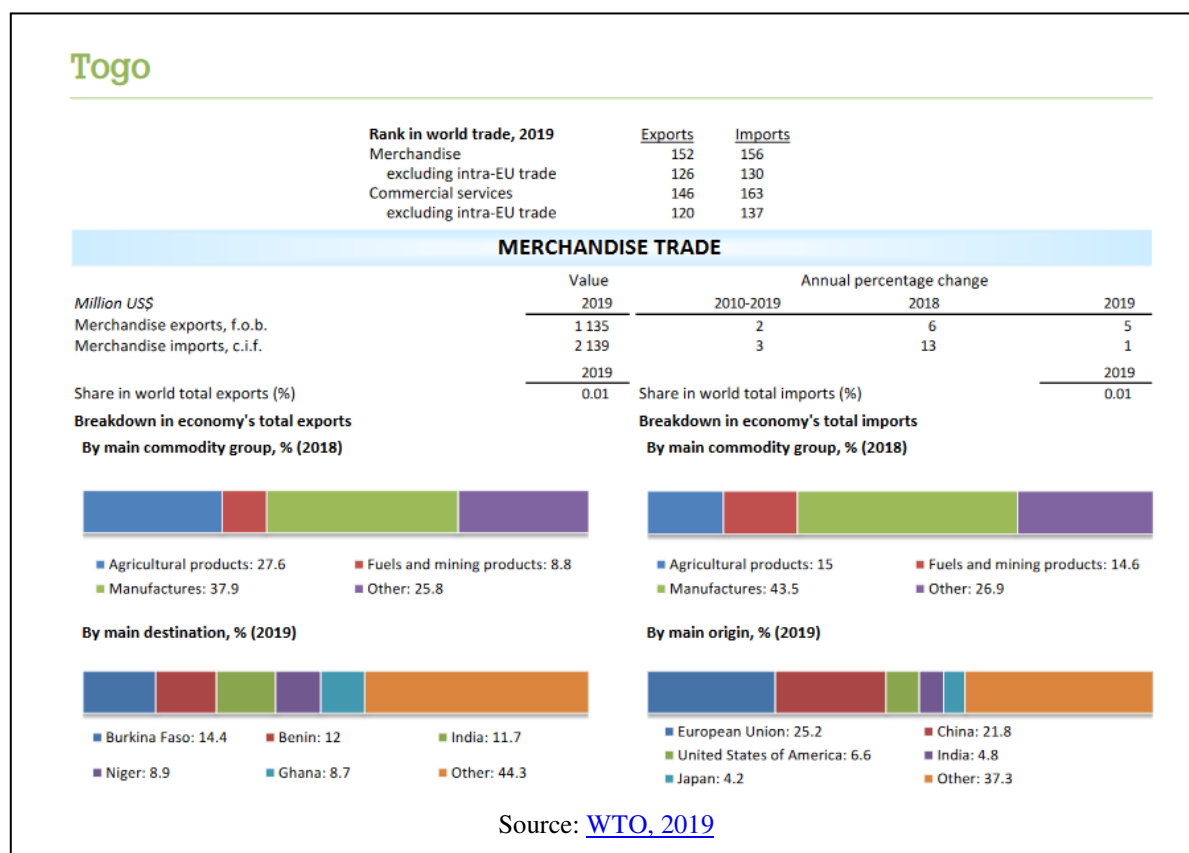 Togo
Rank in world trade, 2019 Exports Imports
Merchandise 152 156
excluding intra-EU trade 126 130
Commercial services 146 163
excluding intra-EU trade 120 137
MERCHANDISE TRADE
Value Annual percentage change
Million US$ 2019 2010-2019 2018 2019
Merchandise exports, f.o.b. 1 135 2 6 5
Merchandise imports, c.i.f. 2 139 3 13 1
2019 2019
Share in world total exports (%) 0.01 Share in world total imports (%) 0.01
Breakdown in economy's total exports Breakdown in economy's total imports
By main commodity group, % (2018) By main commodity group, % (2018)
Agricultural products: 27.6 Fuels and mining products: 8.8 Agricultural products: 15 Fuels and mining products: 14.6
Manufactures: 37.9 Other: 25.8 Manufactures: 43.5 Other: 26.9
By main destination, % (2019) By main origin, % (2019)
Burkina Faso: 14.4 Benin: 12 India: 11.7 European Union: 25.2 China: 21.8
United States of America: 6.6 India: 4.8
Niger: 8.9 Ghana: 8.7 Other: 44.3 Japan: 4.2 Other: 37.3
Source: WTO, 2019